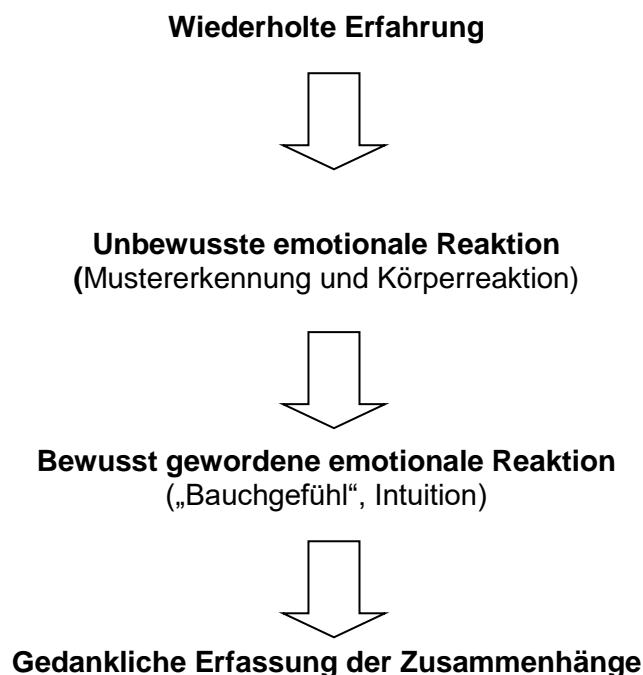 Wiederholte Erfahrung
Unbewusste emotionale Reaktion
(Mustererkennung und Körperreaktion)
Bewusst gewordene emotionale Reaktion
(„Bauchgefühl“, Intuition)
Gedankliche Erfassung der Zusammenhänge